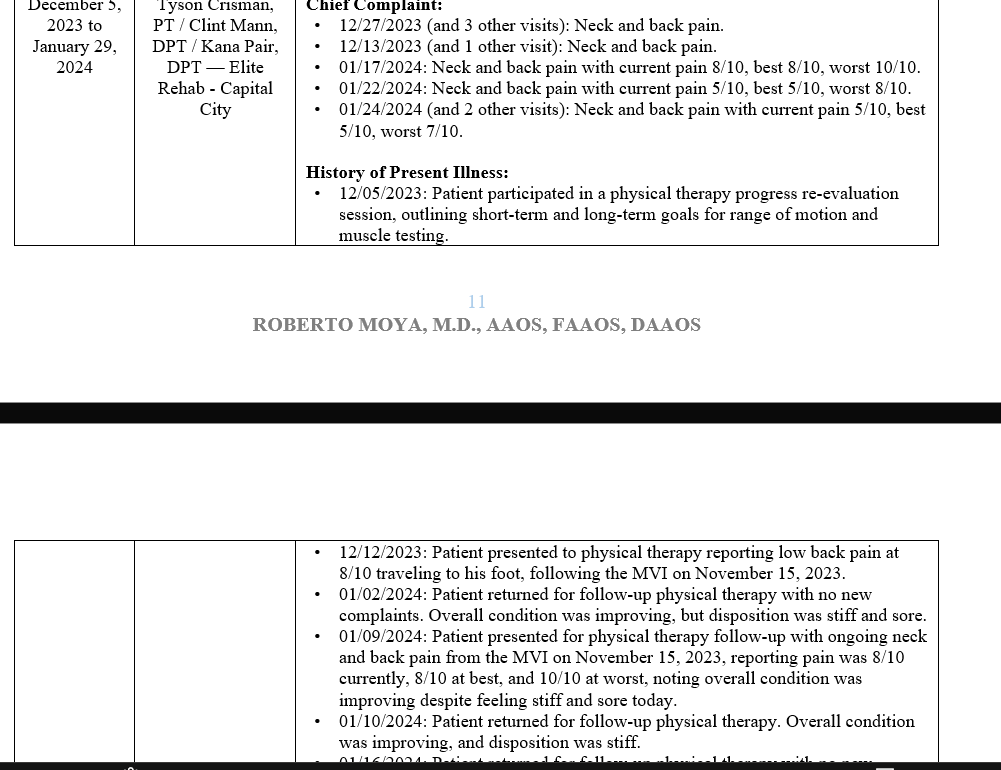 December 5,
2023 to
January 29,
2024
Tyson Crisman,
PT / Clint Mann,
DPT / Kana Pair,
DPT — Elite
Rehab - Capital
City
Chief Complaint:
• 12/27/2023 (and 3 other visits): Neck and back pain.
• 12/13/2023 (and 1 other visit): Neck and back pain.
• 01/17/2024: Neck and back pain with current pain 8/10, best 8/10, worst 10/10.
• 01/22/2024: Neck and back pain with current pain 5/10, best 5/10, worst 8/10.
• 01/24/2024 (and 2 other visits): Neck and back pain with current pain 5/10, best
5/10, worst 7/10.
History of Present Illness:
• 12/05/2023: Patient participated in a physical therapy progress re-evaluation
session, outlining short-term and long-term goals for range of motion and
muscle testing.
11
ROBERTO MOYA, M.D., AAOS, FAAOS, DAAOS
• 12/12/2023: Patient presented to physical therapy reporting low back pain at
8/10 traveling to his foot, following the MVI on November 15, 2023.
• 01/02/2024: Patient returned for follow-up physical therapy with no new
complaints. Overall condition was improving, but disposition was stiff and sore.
• 01/09/2024: Patient presented for physical therapy follow-up with ongoing neck
and back pain from the MVI on November 15, 2023, reporting pain was 8/10
currently, 8/10 at best, and 10/10 at worst, noting overall condition was
improving despite feeling stiff and sore today.
• 01/10/2024: Patient returned for follow-up physical therapy. Overall condition
was improving, and disposition was stiff.
• 01/16/2024: Patient returned for follow-up physical therapy with no new